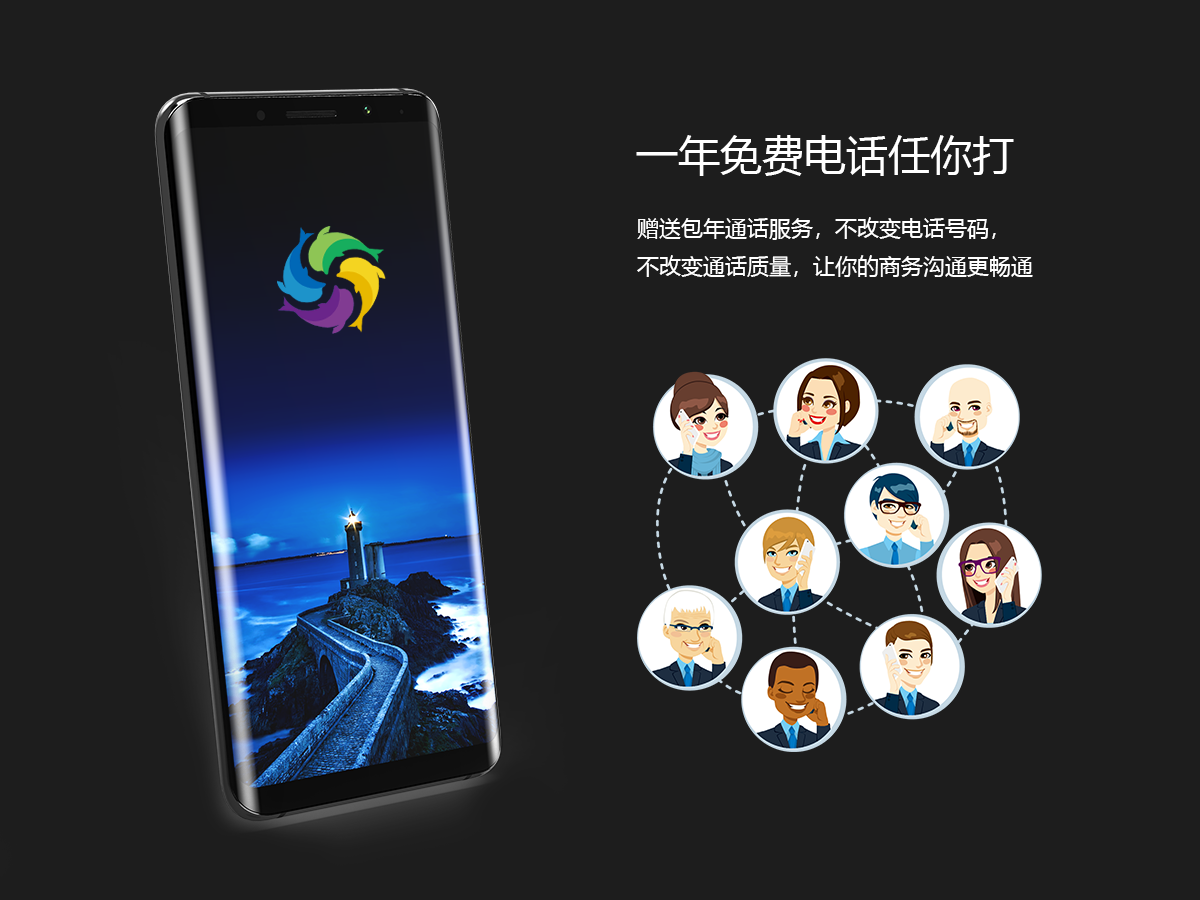 一年免费电话任你打
赠送包年通话服务，不改变电话号码，
不改变通话质量，让你的商务沟通更畅通